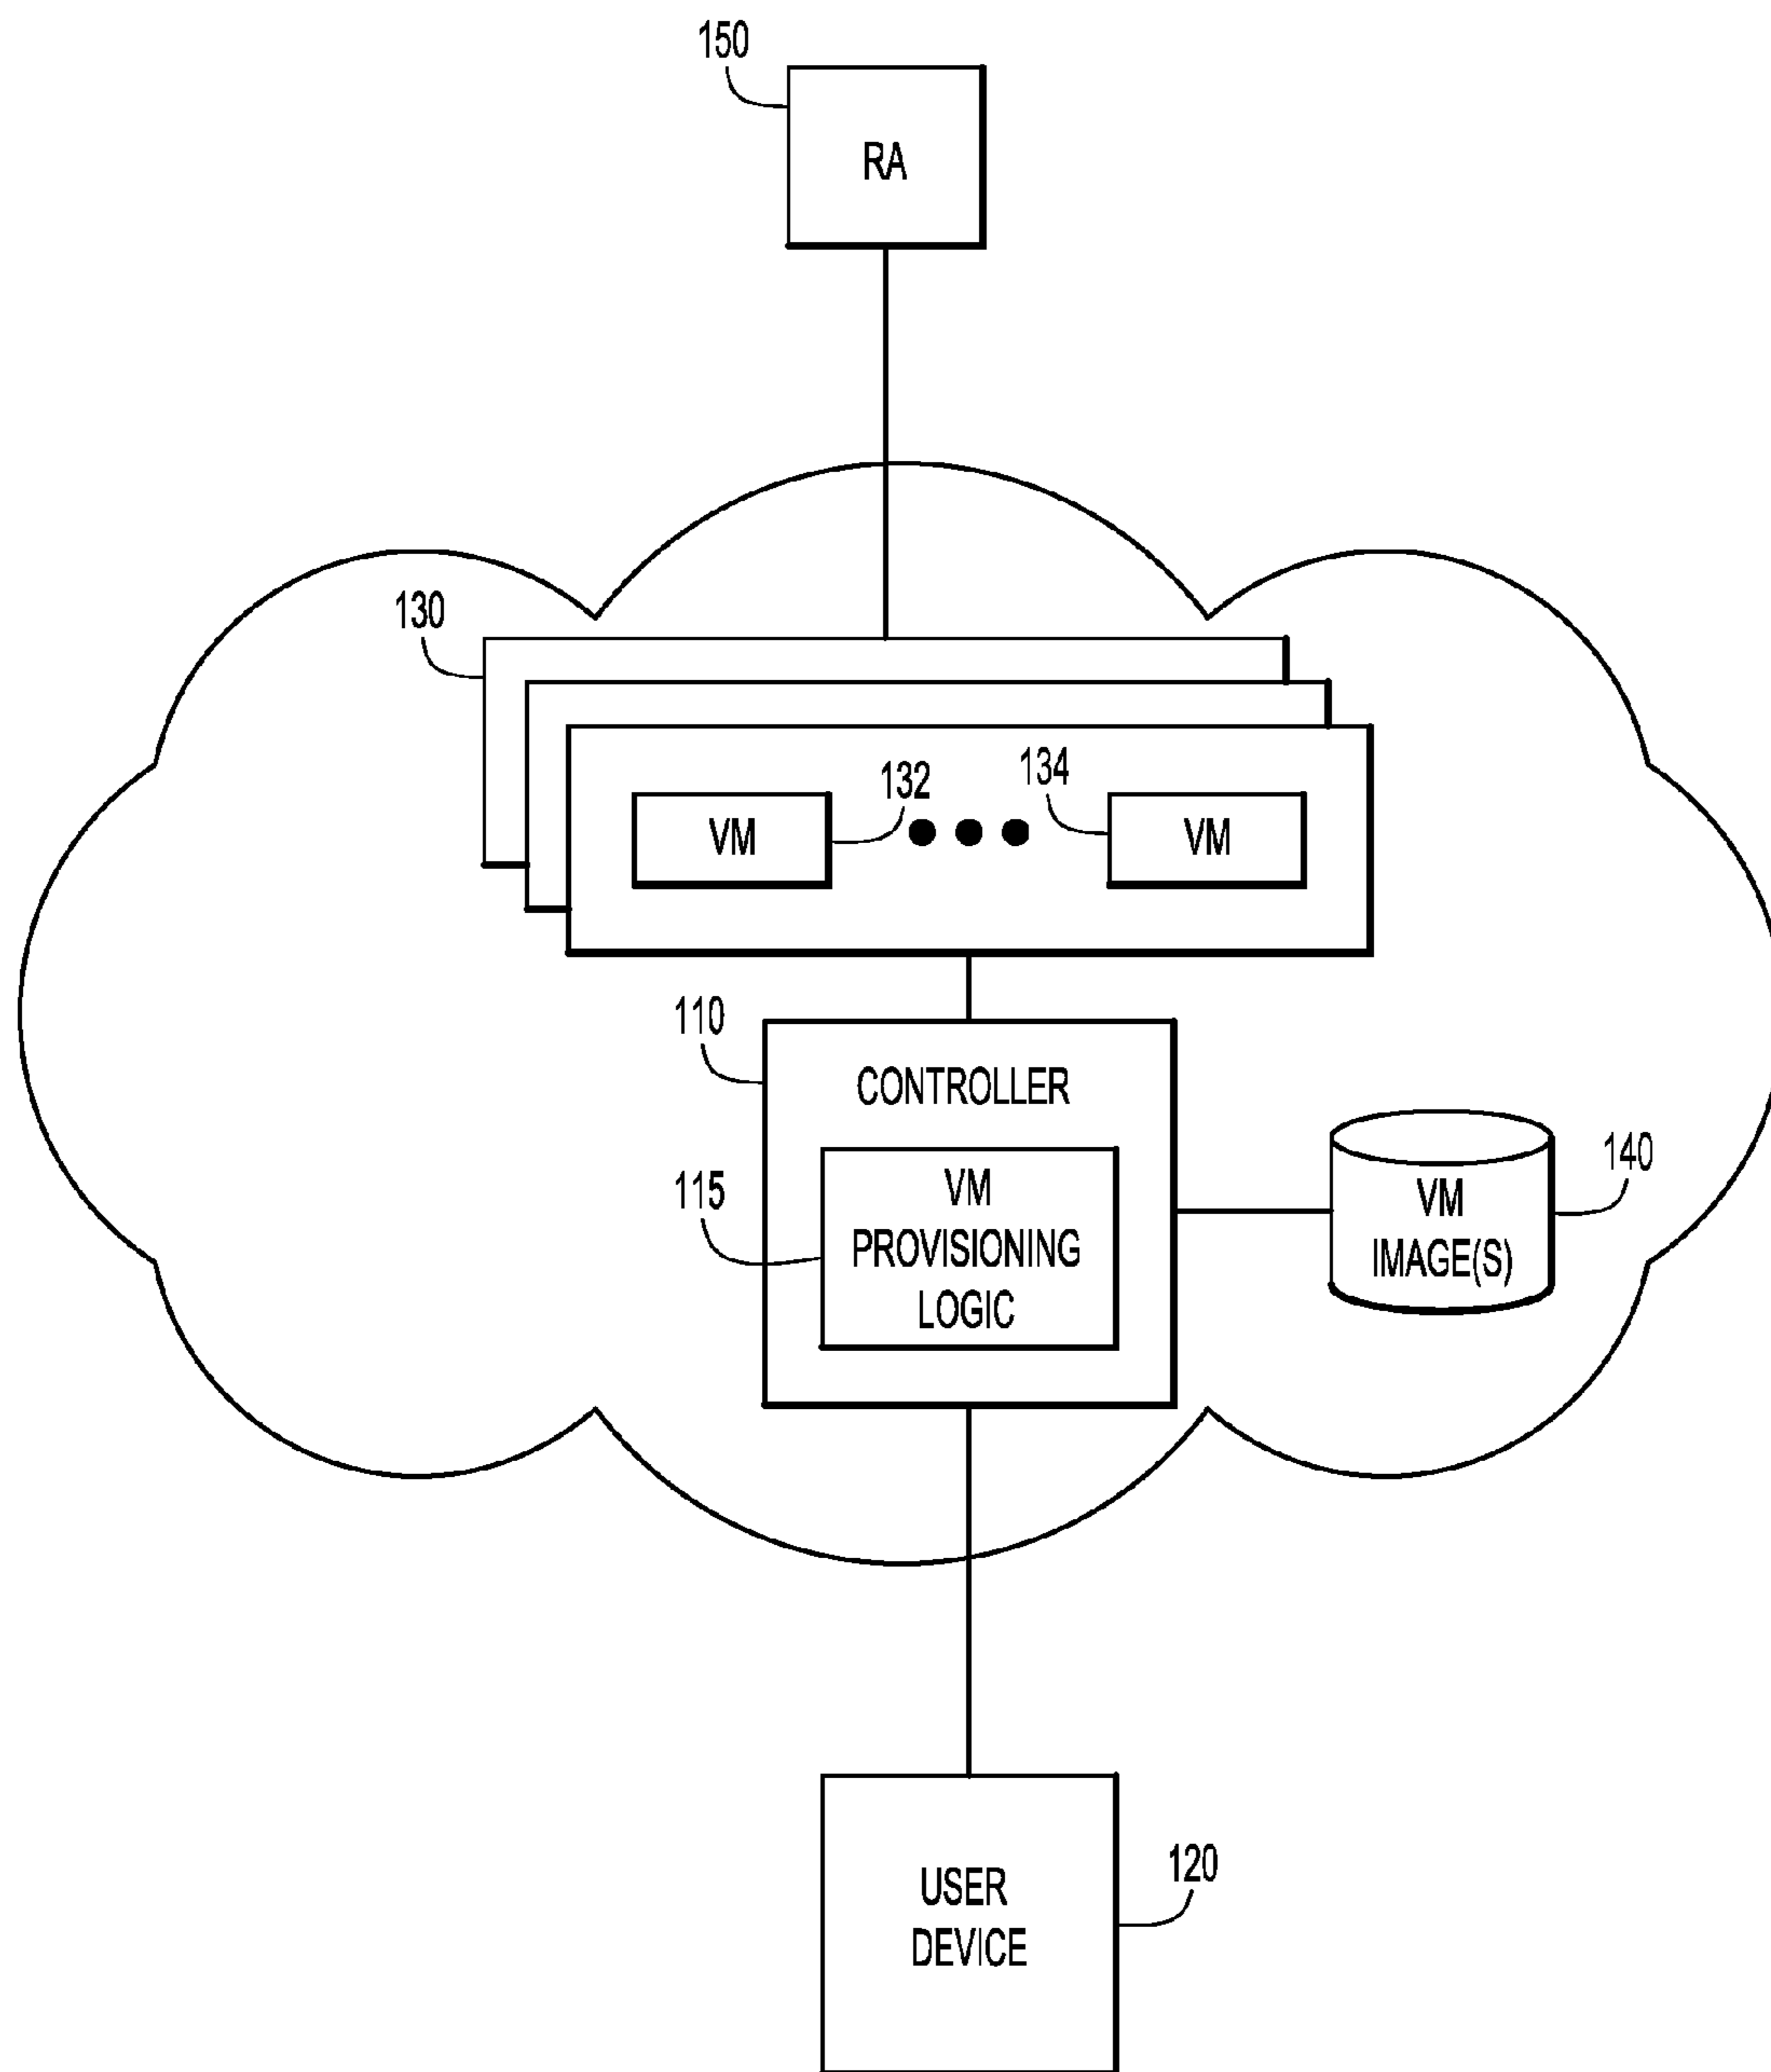 150
RA
130
132
134
VM
VM
110
CONTROLLER
115
VM
PROVISIONING
LOGIC
VM
IMAGE(S)
140
USER
DEVICE
120